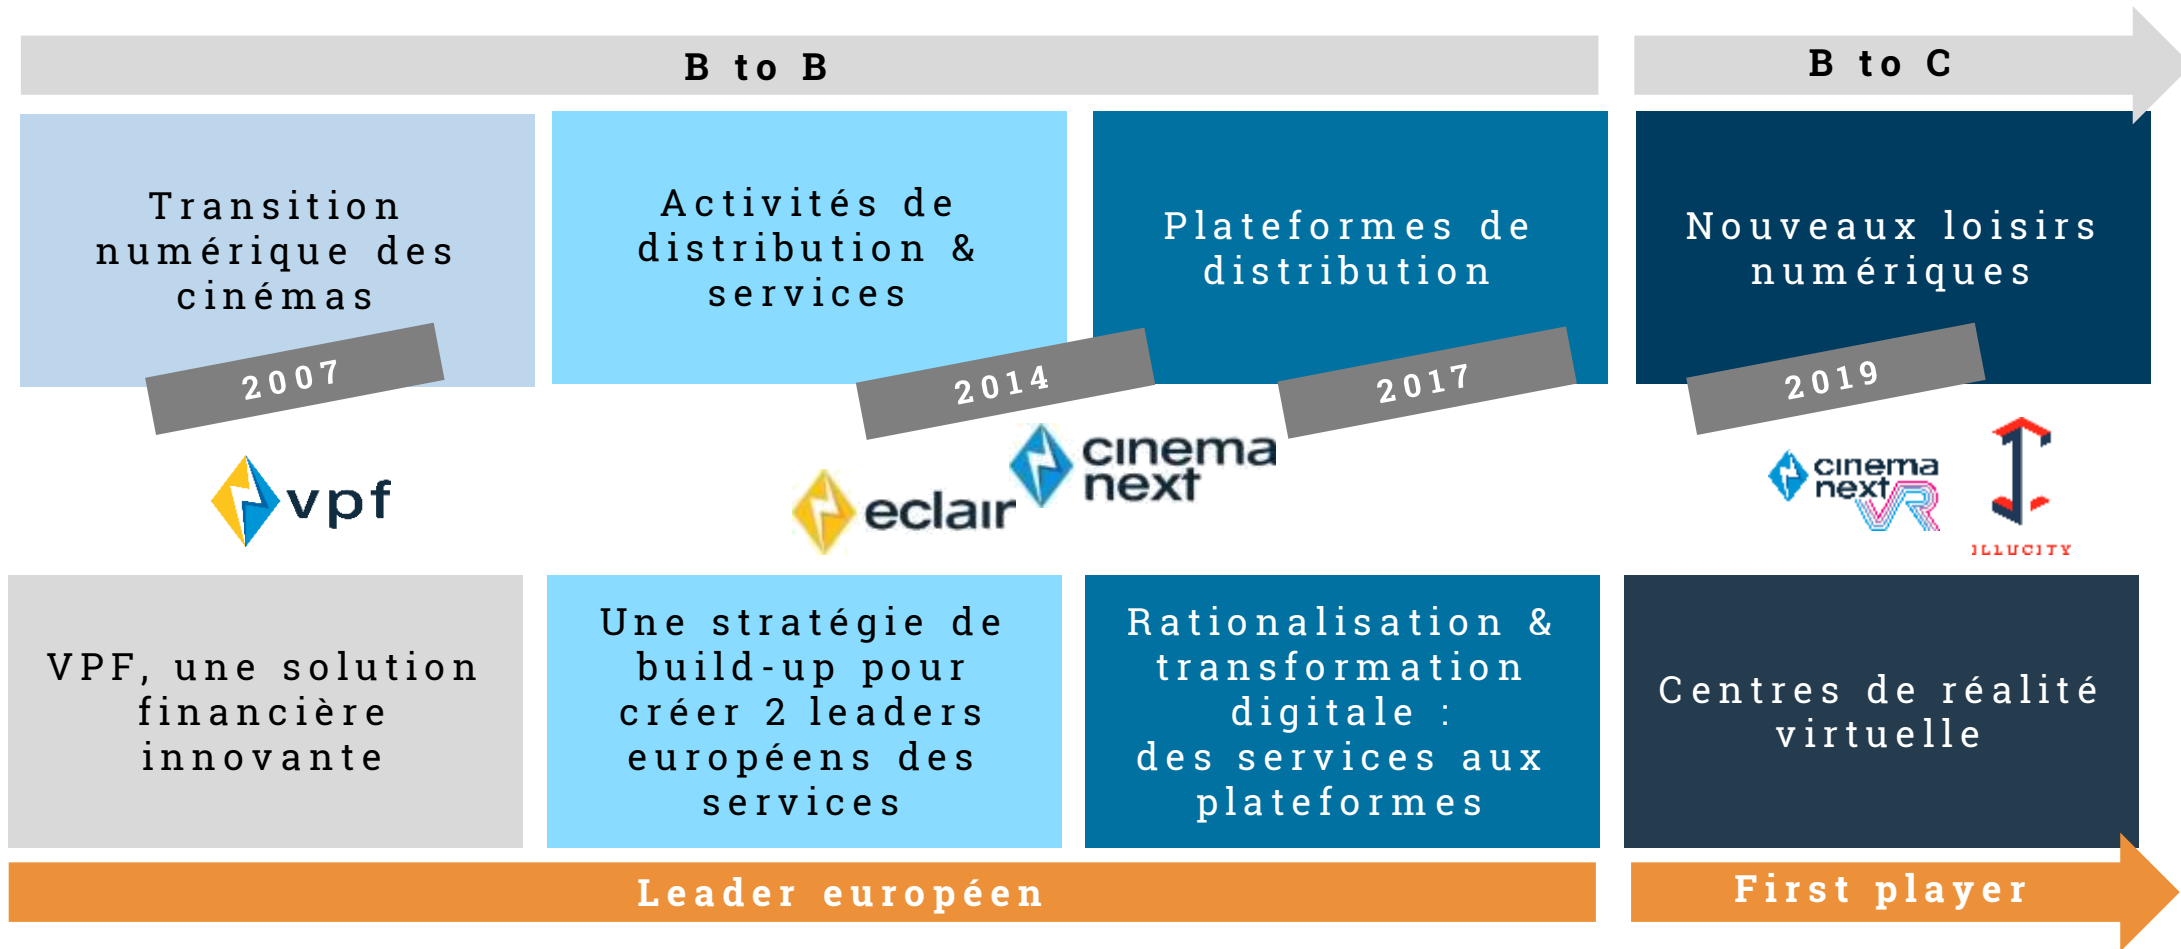 B to B
B to C
Transition
numérique des
cinémas
Activités de
distribution &
services
Plateformes de
distribution
Nouveaux loisirs
numériques
2007
2014
2017
2019
vpf
eclair
cinema
next
cinema
next
VR
ILLUCITY
VPF, une solution
financière
innovante
Une stratégie de
build-up pour
créer 2 leaders
européens des
services
Rationalisation &
transformation
digitale :
des services aux
plateformes
Centres de réalité
virtuelle
Leader européen
First player